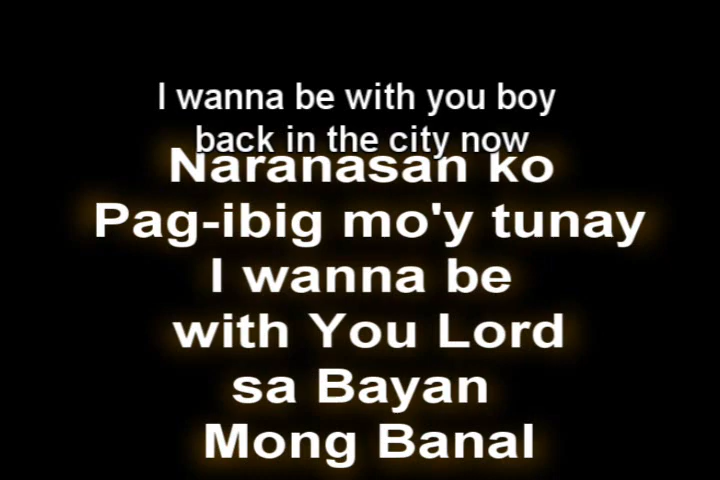 I wanna be with you boy
back in the city now
Naranasan ko
Pag-ibig mo'y tunay
I wanna be
with You Lord
sa Bayan
Mong Banal